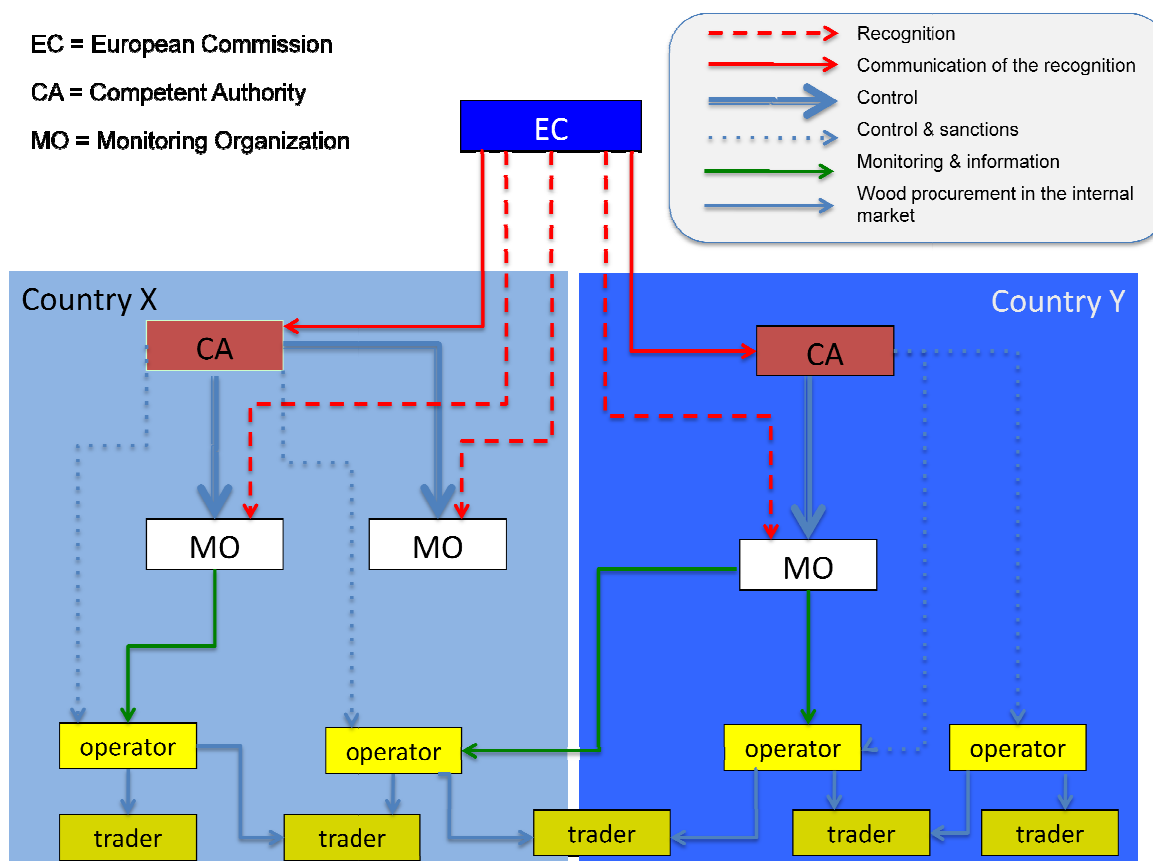 EC = European Commission
CA = Competent Authority
MO = Monitoring Organization
EC
Recognition
Communication of the recognition
Control
Control & sanctions
Monitoring & information
Wood procurement in the internal
market
Country X
Country Y
CA
CA
MO
MO
MO
operator
operator
operator
operator
trader
trader
trader
trader
trader